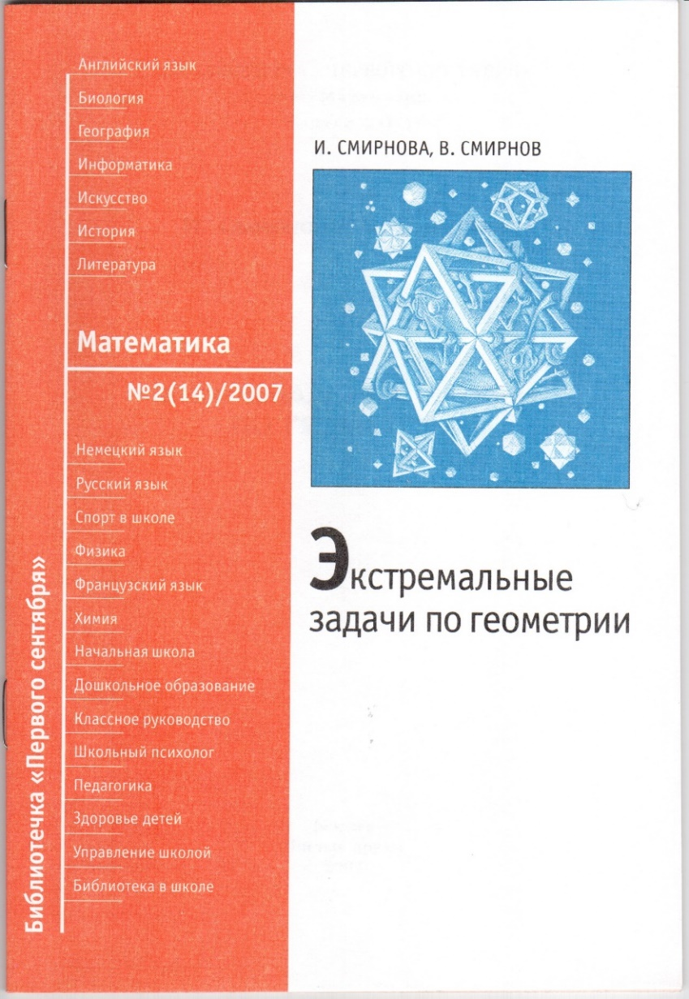 Английский язык
Биология
География
Информатика
Искусство
История
Литература
Математика
№2(14)/2007
Немецкий язык
Русский язык
Спорт в школе
Физика
Французский язык
Химия
Начальная школа
Дошкольное образование
Классное руководство
Школьный психолог
Педагогика
Здоровье детей
Управление школой
Библиотека в школе
Библиотечка «Первого сентября»
И. СМИРНОВА, В. СМИРНОВ
Экстремальные
задачи по геометрии